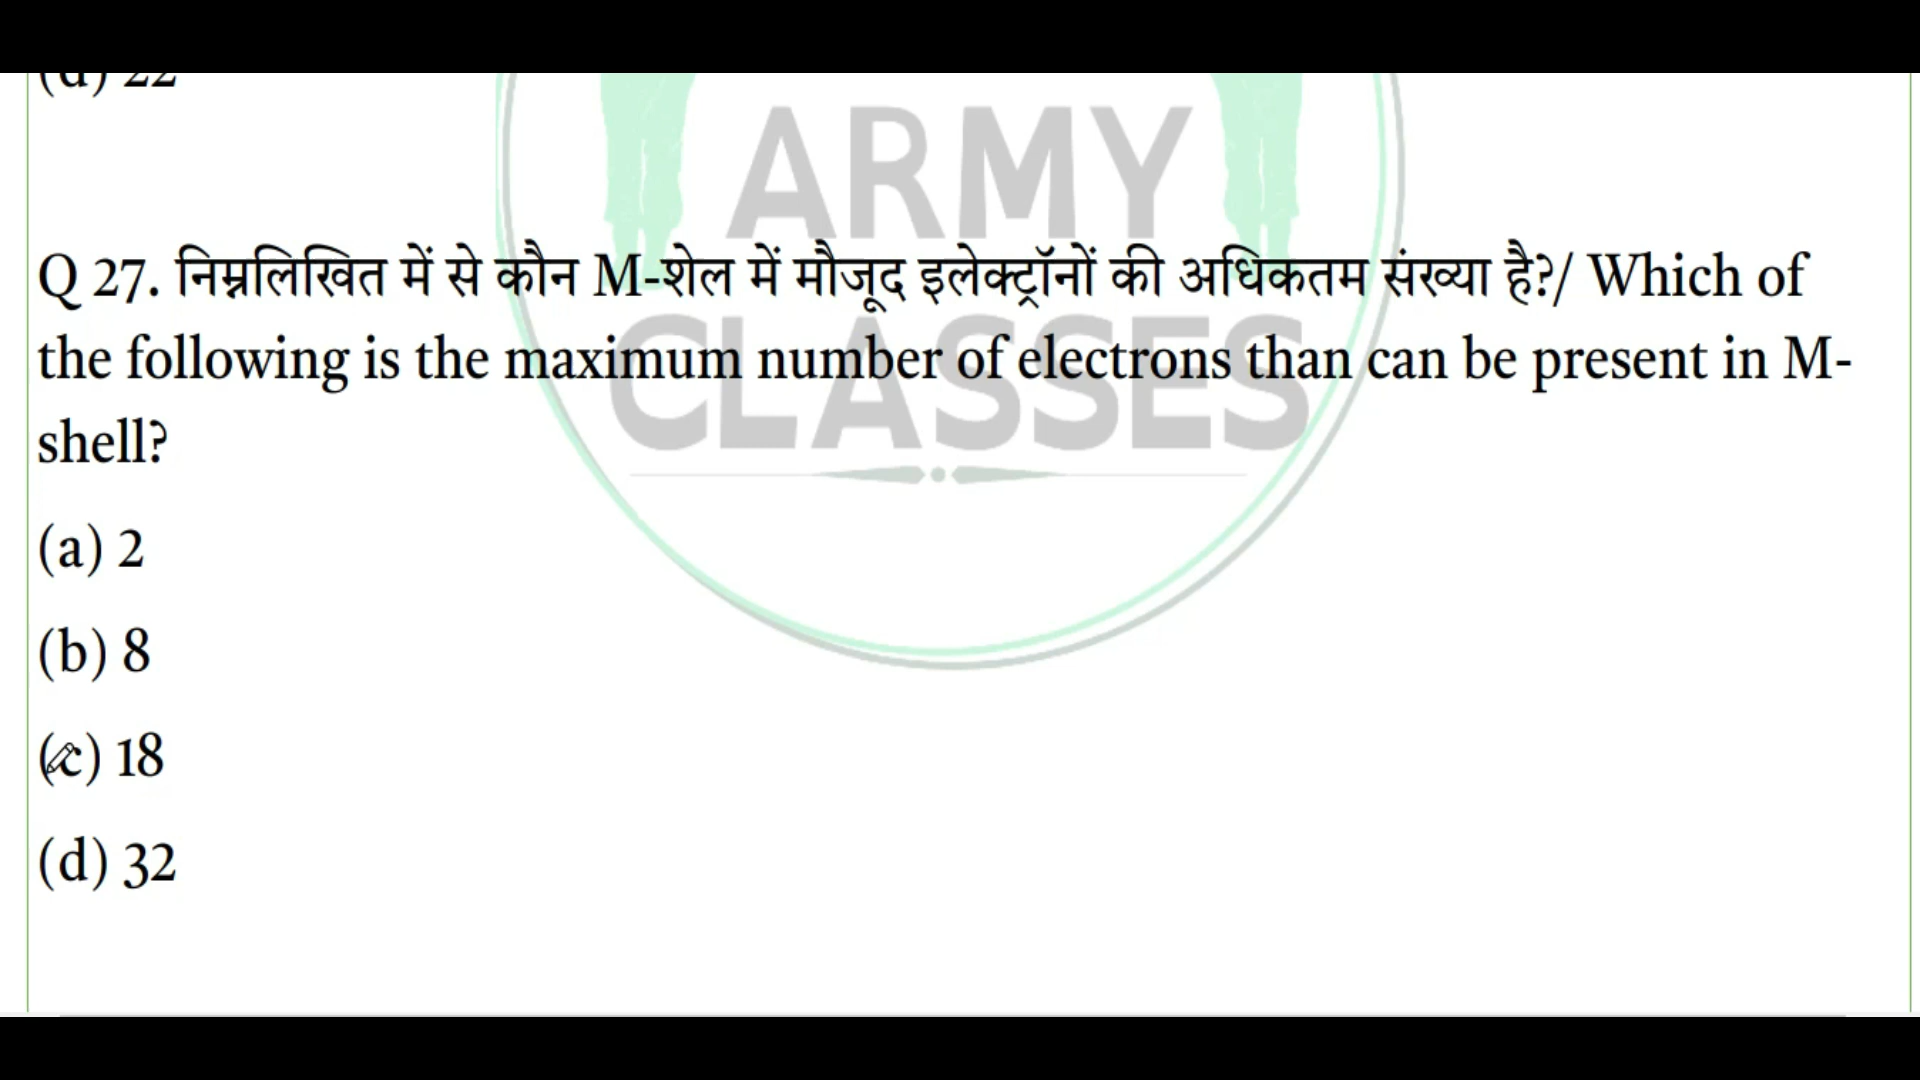 (d) 22
ARMY
CLASSES
Q 27. निम्नलिखित में से कौन M-शेल में मौजूद इलेक्ट्रॉनों की अधिकतम संख्या है?/ Which of
the following is the maximum number of electrons than can be present in M-
shell?
(a) 2
(b) 8
(c) 18
(d) 32